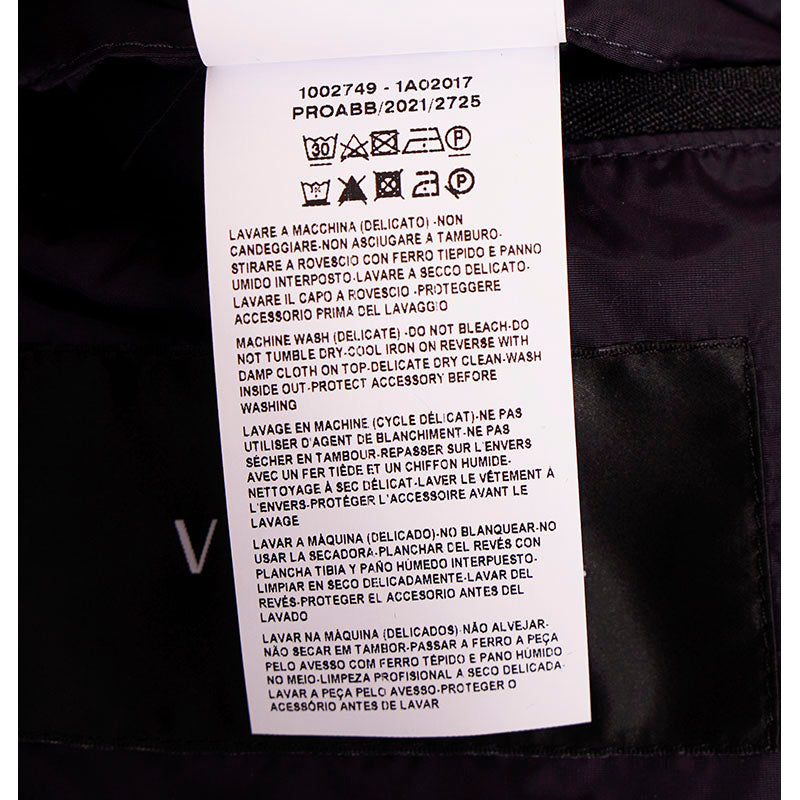 1002749 - 1A02017
PROABB/2021/2725
30
P
P
LAVARE A MACCHINA (DELICATO) -NON
CANDEGGIARE-NON ASCIUGARE A TAMBURO-
STIRARE A ROVESCIO CON FERRO TIEPIDO E PANNO
UMIDO INTERPOSTO-LAVARE A SECCO DELICATO-
LAVARE IL CAPO A ROVESCIO -PROTEGGERE
ACCESSORIO PRIMA DEL LAVAGGIO
MACHINE WASH (DELICATE) -DO NOT BLEACH-DO
NOT TUMBLE DRY-COOL IRON ON REVERSE WITH
DAMP CLOTH ON TOP-DELICATE DRY CLEAN-WASH
INSIDE OUT-PROTECT ACCESSORY BEFORE
WASHING
LAVAGE EN MACHINE (CYCLE DÉLICAT)-NE PAS
UTILISER D'AGENT DE BLANCHIMENT-NE PAS
SÉCHER EN TAMBOUR-REPASSER SUR L'ENVERS
AVEC UN FER TIÈDE ET UN CHIFFON HUMIDE-
NETTOYAGE À SEC DÉLICAT-LAVER LE VÊTEMENT À
L'ENVERS-PROTÉGER L'ACCESSOIRE AVANT LE
LAVAGE
LAVAR A MÀQUINA (DELICADO)-NO BLANQUEAR-NO
USAR LA SECADORA-PLANCHAR DEL REVÉS CON
PLANCHA TIBIA Y PAÑO HÚMEDO INTERPUESTO-
LIMPIAR EN SECO DELICADAMENTE-LAVAR DEL
REVÉS-PROTEGER EL ACCESORIO ANTES DEL
LAVADO
LAVAR NA MÁQUINA (DELICADOS)-NÃO ALVEJAR-
NÃO SECAR EM TAMBOR-PASSAR A FERRO A PEÇA
PELO AVESSO COM FERRO TÉPIDO E PANO HÚMIDO
NO MEIO-LIMPEZA PROFISIONAL A SECO DELICADA-
LAVAR A PEÇA PELO AVESSO-PROTEGER O
ACESSÓRIO ANTES DE LAVAR
V